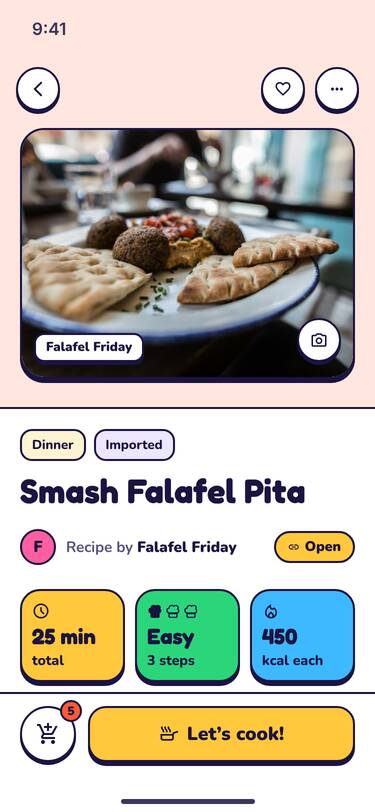 9:41
Falafel Friday
Dinner
Imported
Smash Falafel Pita
F
Recipe by Falafel Friday
Open
25 min
total
Easy
3 steps
450
kcal each
5
Let's cook!